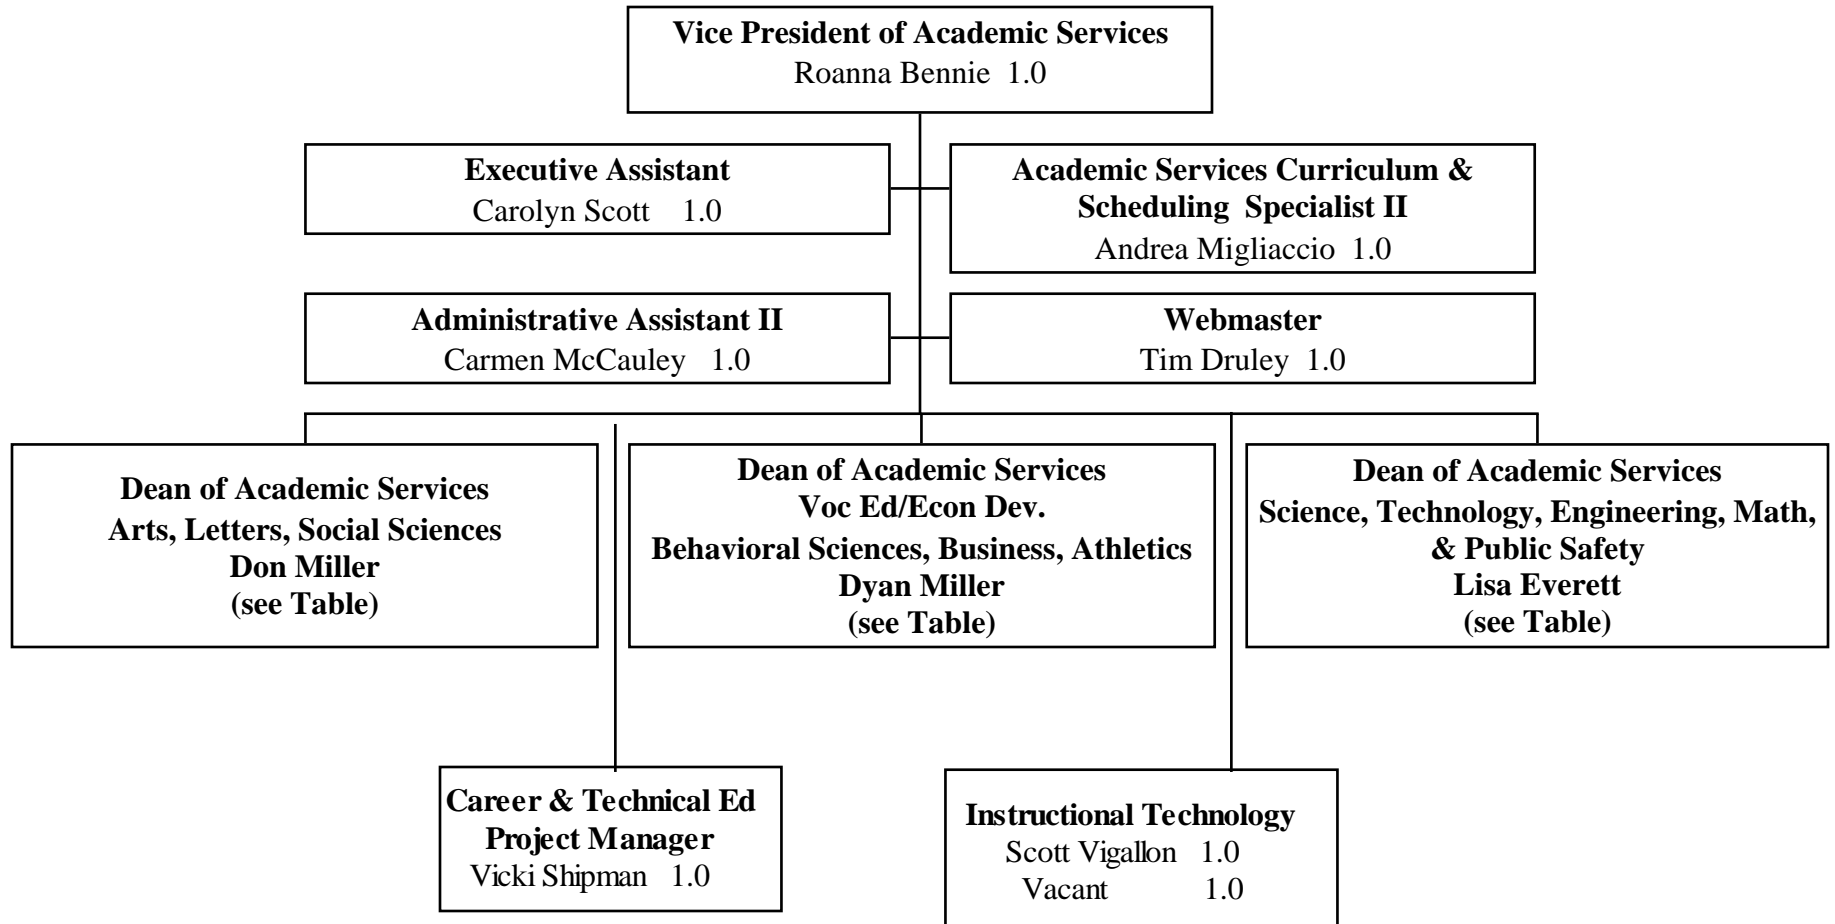 Vice President of Academic Services
Roanna Bennie 1.0
Executive Assistant
Carolyn Scott 1.0
Academic Services Curriculum &
Scheduling Specialist II
Andrea Migliaccio 1.0
Administrative Assistant II
Carmen McCauley 1.0
Webmaster
Tim Druley 1.0
Dean of Academic Services
Arts, Letters, Social Sciences
Don Miller
(see Table)
Dean of Academic Services
Voc Ed/Econ Dev.
Behavioral Sciences, Business, Athletics
Dyan Miller
(see Table)
Dean of Academic Services
Science, Technology, Engineering, Math,
& Public Safety
Lisa Everett
(see Table)
Career & Technical Ed
Project Manager
Vicki Shipman 1.0
Instructional Technology
Scott Vigallon 1.0
Vacant 1.0